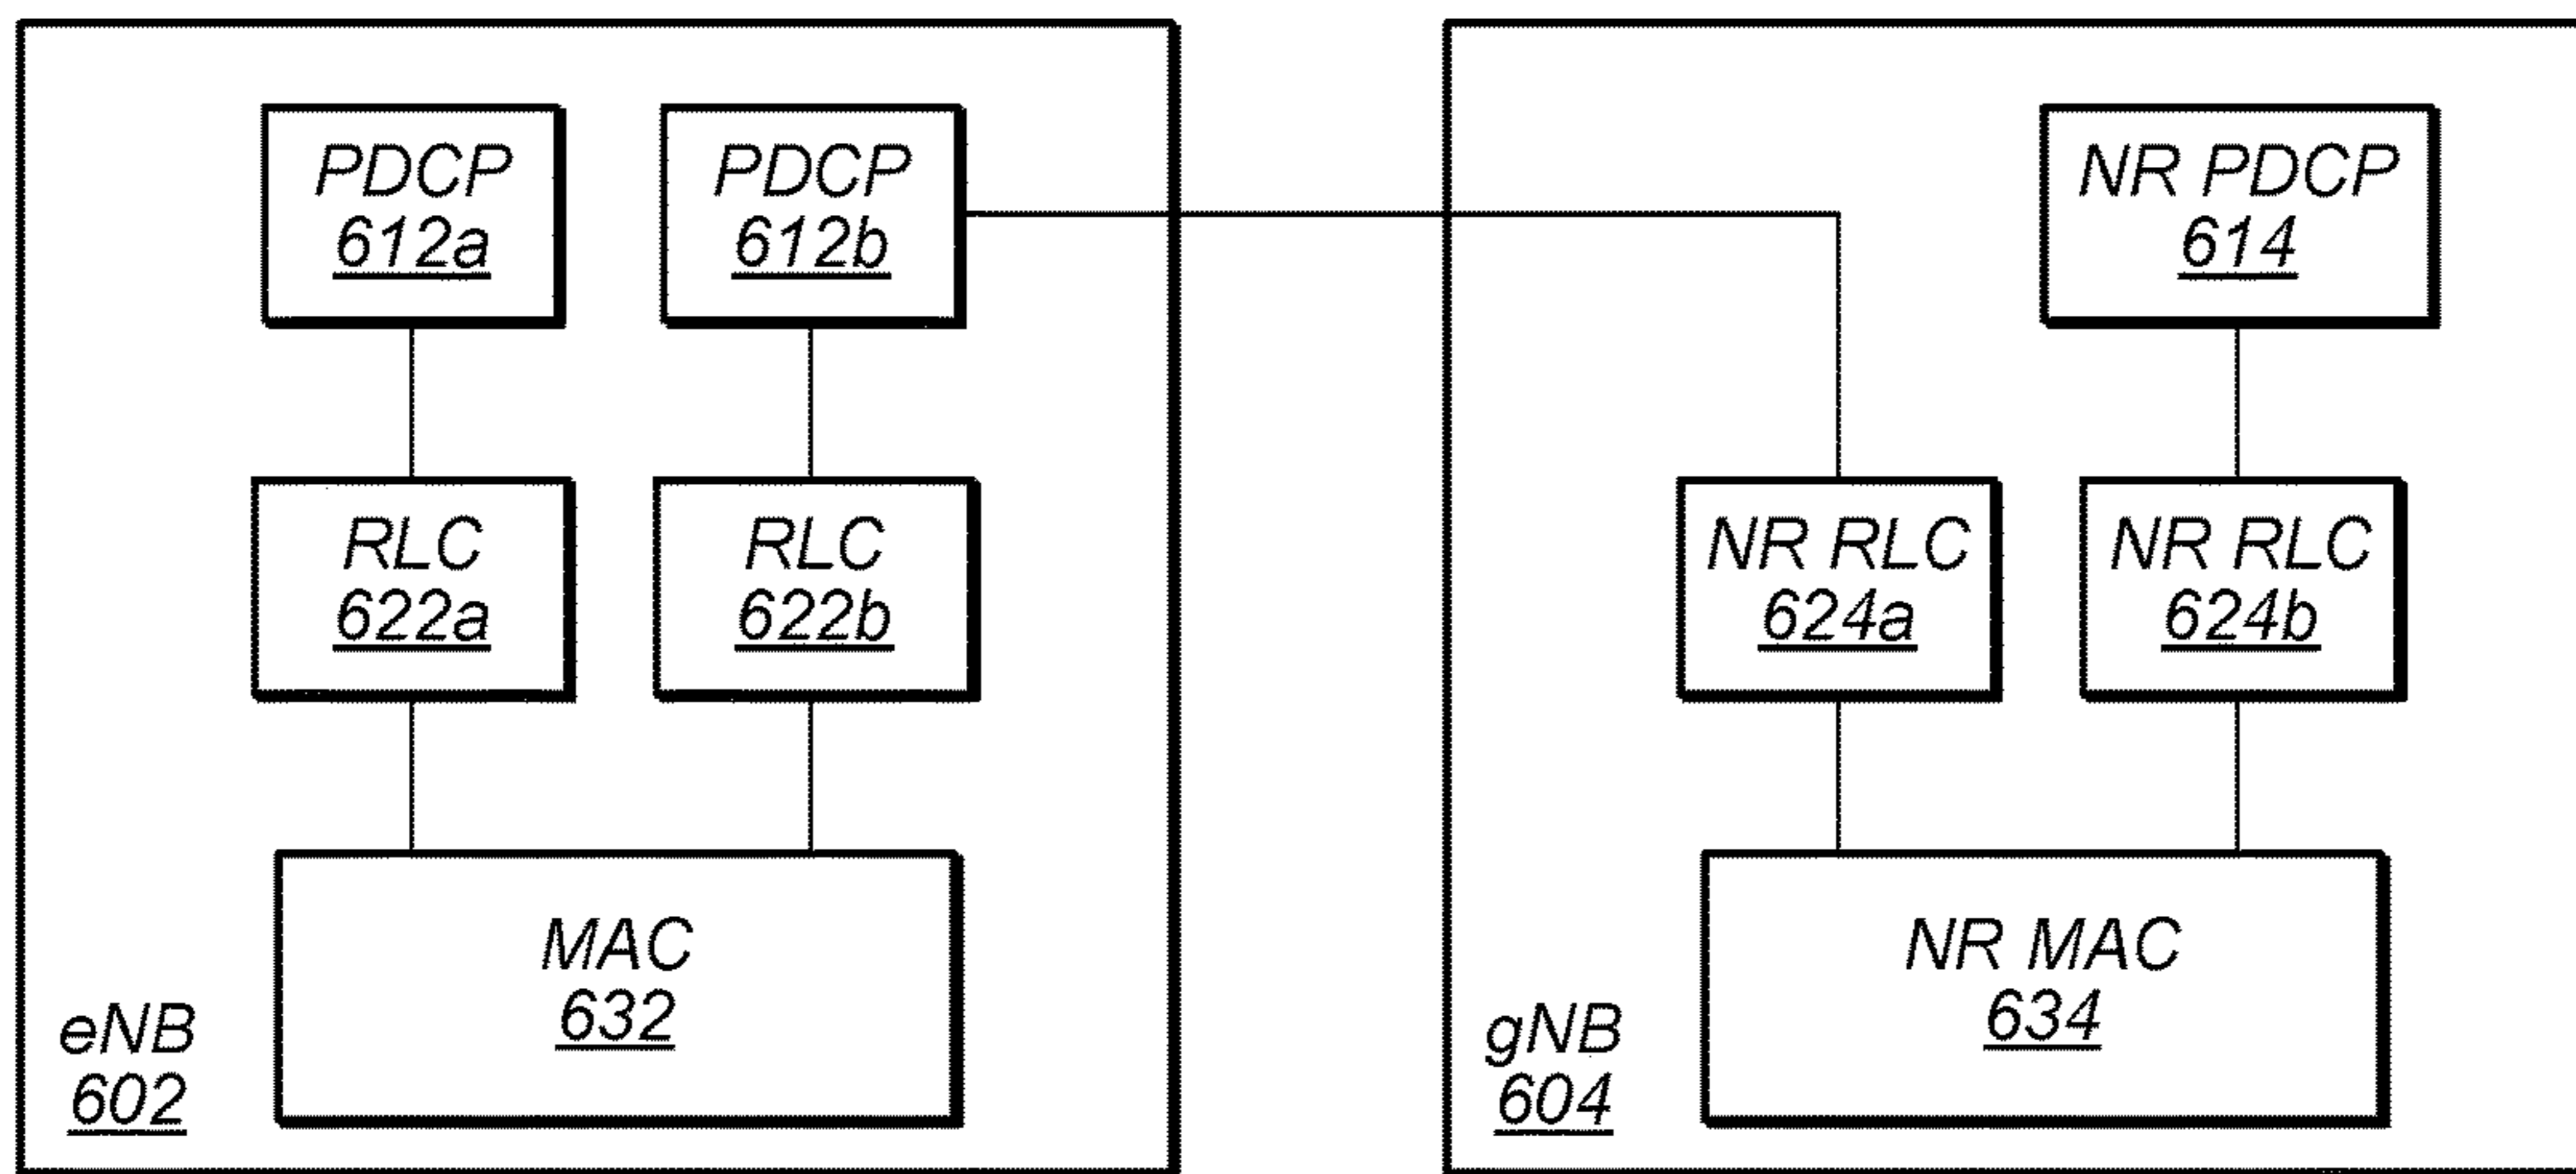 PDCP
612a
PDCP
612b
NR PDCP
614
RLC
622a
RLC
622b
NR RLC
624a
NR RLC
624b
MAC
632
NR MAC
634
eNB
602
gNB
604